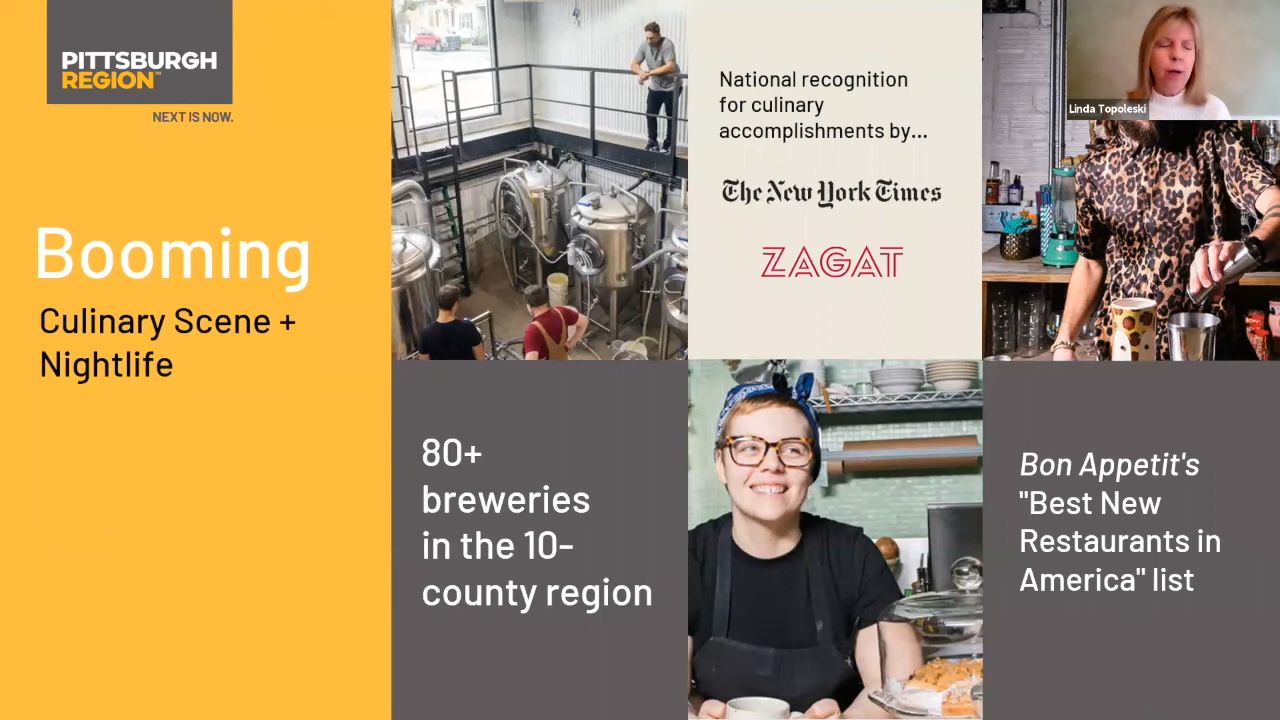 PITTSBURGH
REGION™
NEXT IS NOW.
Booming
Culinary Scene +
Nightlife
National recognition
for culinary
accomplishments by...
The New York Times
ZAGAT
Linda Topoleski
80+
breweries
in the 10-
county region
Bon Appetit's
"Best New
Restaurants in
America" list